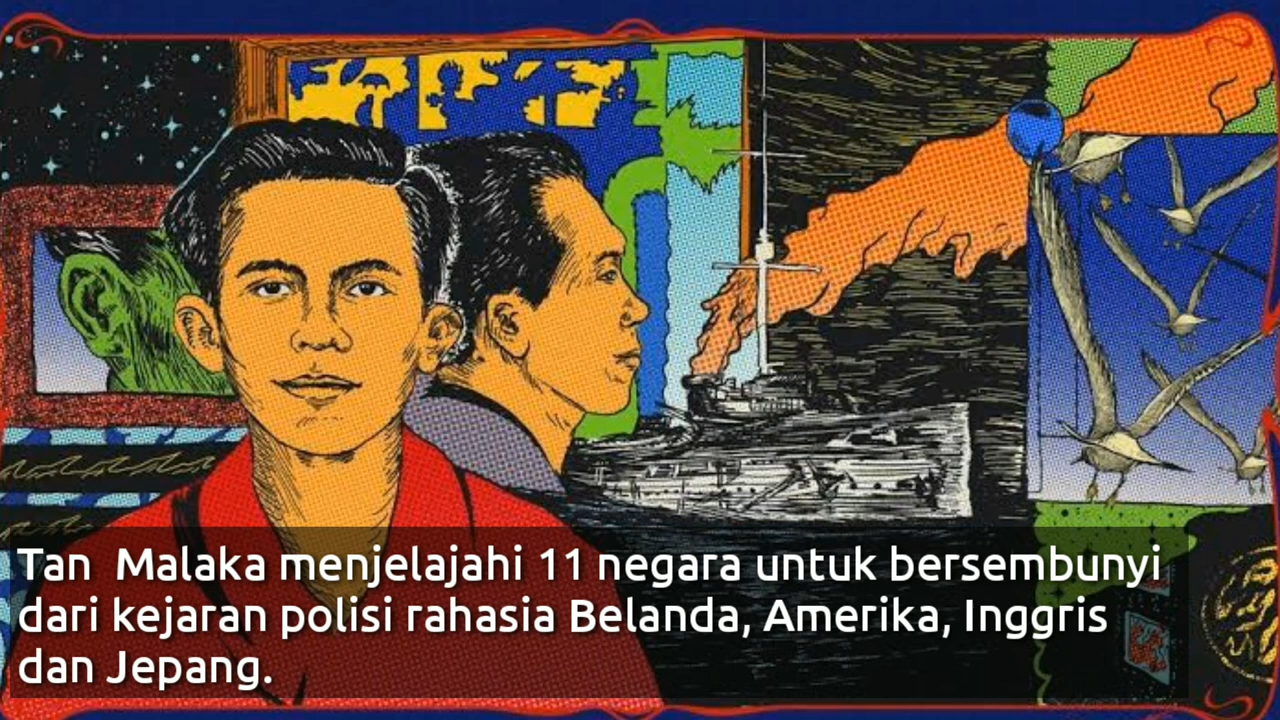 Tan  Malaka menjelajahi 11 negara untuk bersembunyi
dari kejaran polisi rahasia Belanda, Amerika, Inggris
dan Jepang.